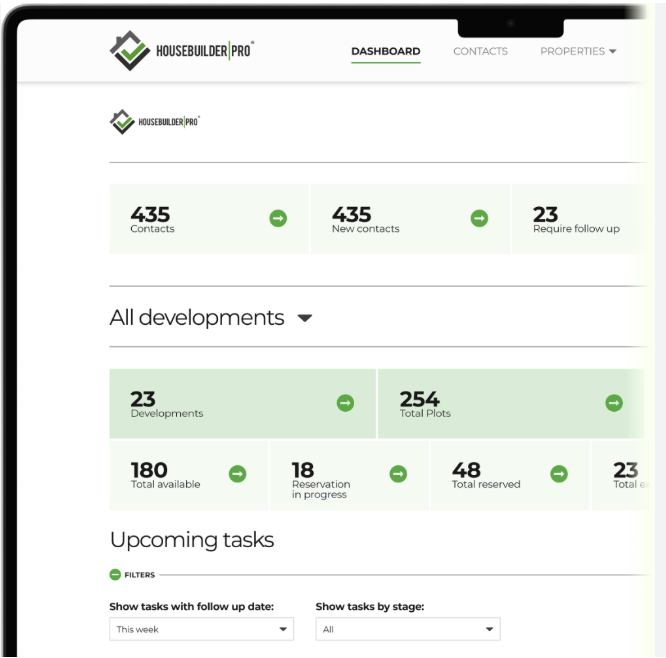 HOUSEBUILDER|PRO®
DASHBOARD CONTACTS PROPERTIES
HOUSEBUILDER|PRO®
435 435 23
Contacts New contacts Require follow up
All developments
23 254
Developments Total Plots
180 18 48 23
Total available Reservation Total reserved Total
in progress
Upcoming tasks
FILTERS
Show tasks with follow up date: Show tasks by stage:
This week All